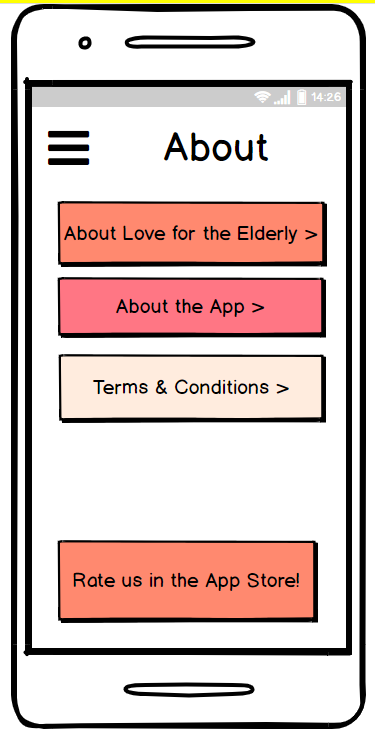 14:26
About
About Love for the Elderly >
About the App >
Terms & Conditions >
Rate us in the App Store!